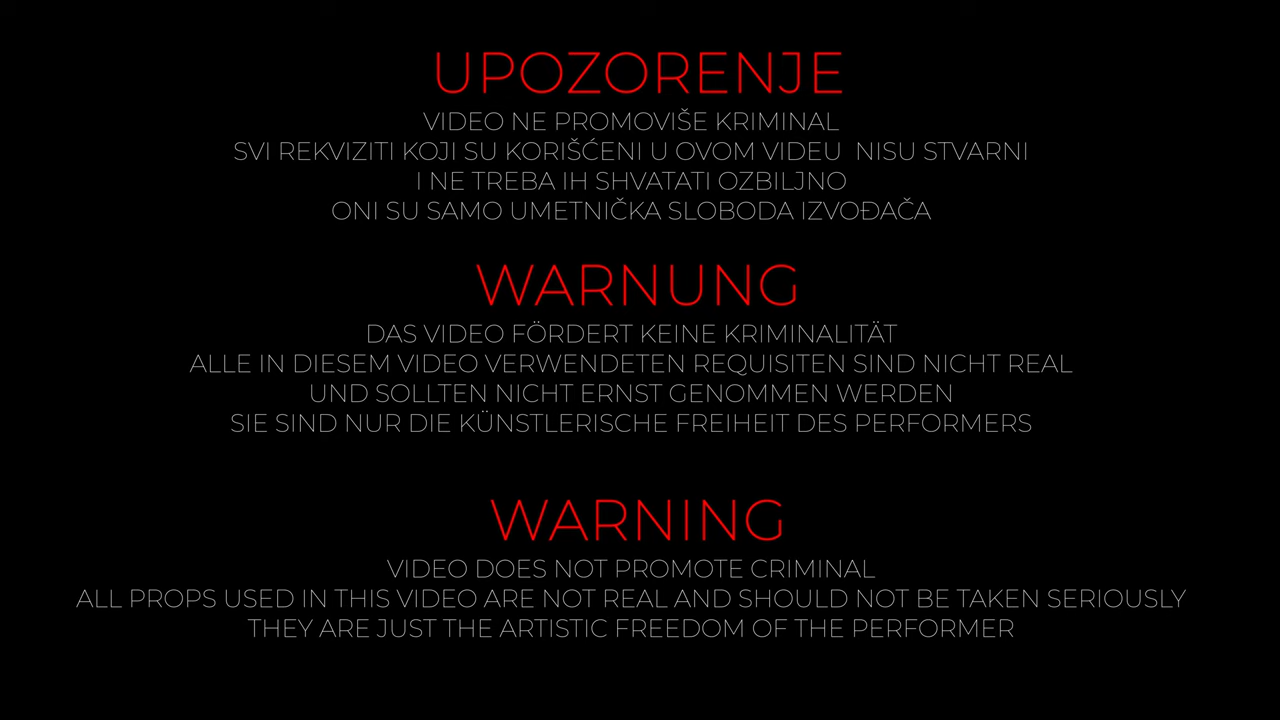 UPOZORENJE
VIDEO NE PROMOVIŠE KRIMINAL
SVI REKVIZITI KOJI SU KORIŠĆENI U OVOM VIDEU NISU STVARNI
I NE TREBA IH SHVATATI OZBILJNO
ONI SU SAMO UMETNIČKA SLOBODA IZVOĐAČA
WARNUNG
DAS VIDEO FÖRDERT KEINE KRIMINALITÄT
ALLE IN DIESEM VIDEO VERWENDETEN REQUISITEN SIND NICHT REAL
UND SOLLTEN NICHT ERNST GENOMMEN WERDEN
SIE SIND NUR DIE KÜNSTLERISCHE FREIHEIT DES PERFORMERS
WARNING
VIDEO DOES NOT PROMOTE CRIMINAL
ALL PROPS USED IN THIS VIDEO ARE NOT REAL AND SHOULD NOT BE TAKEN SERIOUSLY
THEY ARE JUST THE ARTISTIC FREEDOM OF THE PERFORMER